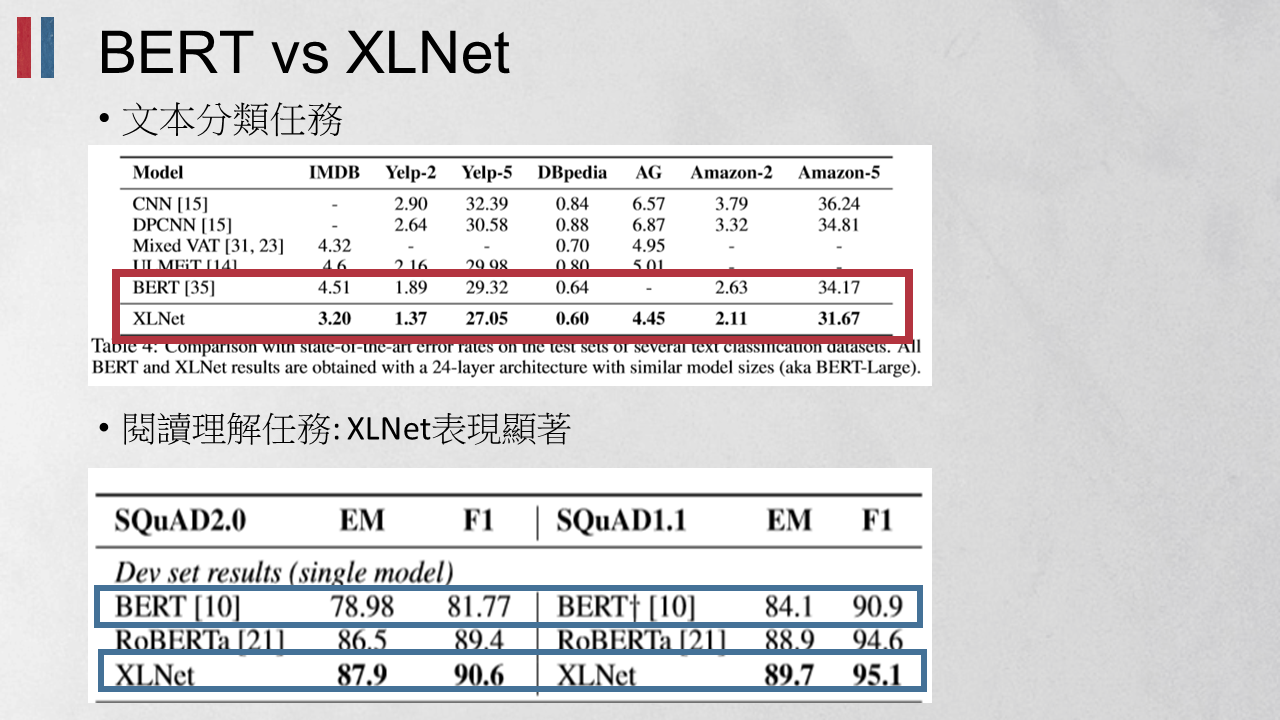 BERT vs XLNet
• 文本分類任務
Model IMDB Yelp-2 Yelp-5 DBpedia AG Amazon-2 Amazon-5
CNN [15] - 2.90 32.39 0.84 6.57 3.79 36.24
DPCNN [15] - 2.64 30.58 0.88 6.87 3.32 34.81
Mixed VAT [31, 23] 4.32 - - 0.70 4.95 - -
ULMFiT [14] 4.6 2.16 29.98 0.80 5.01 - -
BERT [35] 4.51 1.89 29.32 0.64 - 2.63 34.17
XLNet 3.20 1.37 27.05 0.60 4.45 2.11 31.67
Table 4: Comparison with state-of-the-art error rates on the test sets of several text classification datasets. All
BERT and XLNet results are obtained with a 24-layer architecture with similar model sizes (aka BERT-Large).
• 閱讀理解任務: XLNet表現顯著
SQuAD2.0 EM F1 SQuAD1.1 EM F1
Dev set results (single model)
BERT [10] 78.98 81.77 BERT† [10] 84.1 90.9
RoBERTa [21] 86.5 89.4 RoBERTa [21] 88.9 94.6
XLNet 87.9 90.6 XLNet 89.7 95.1